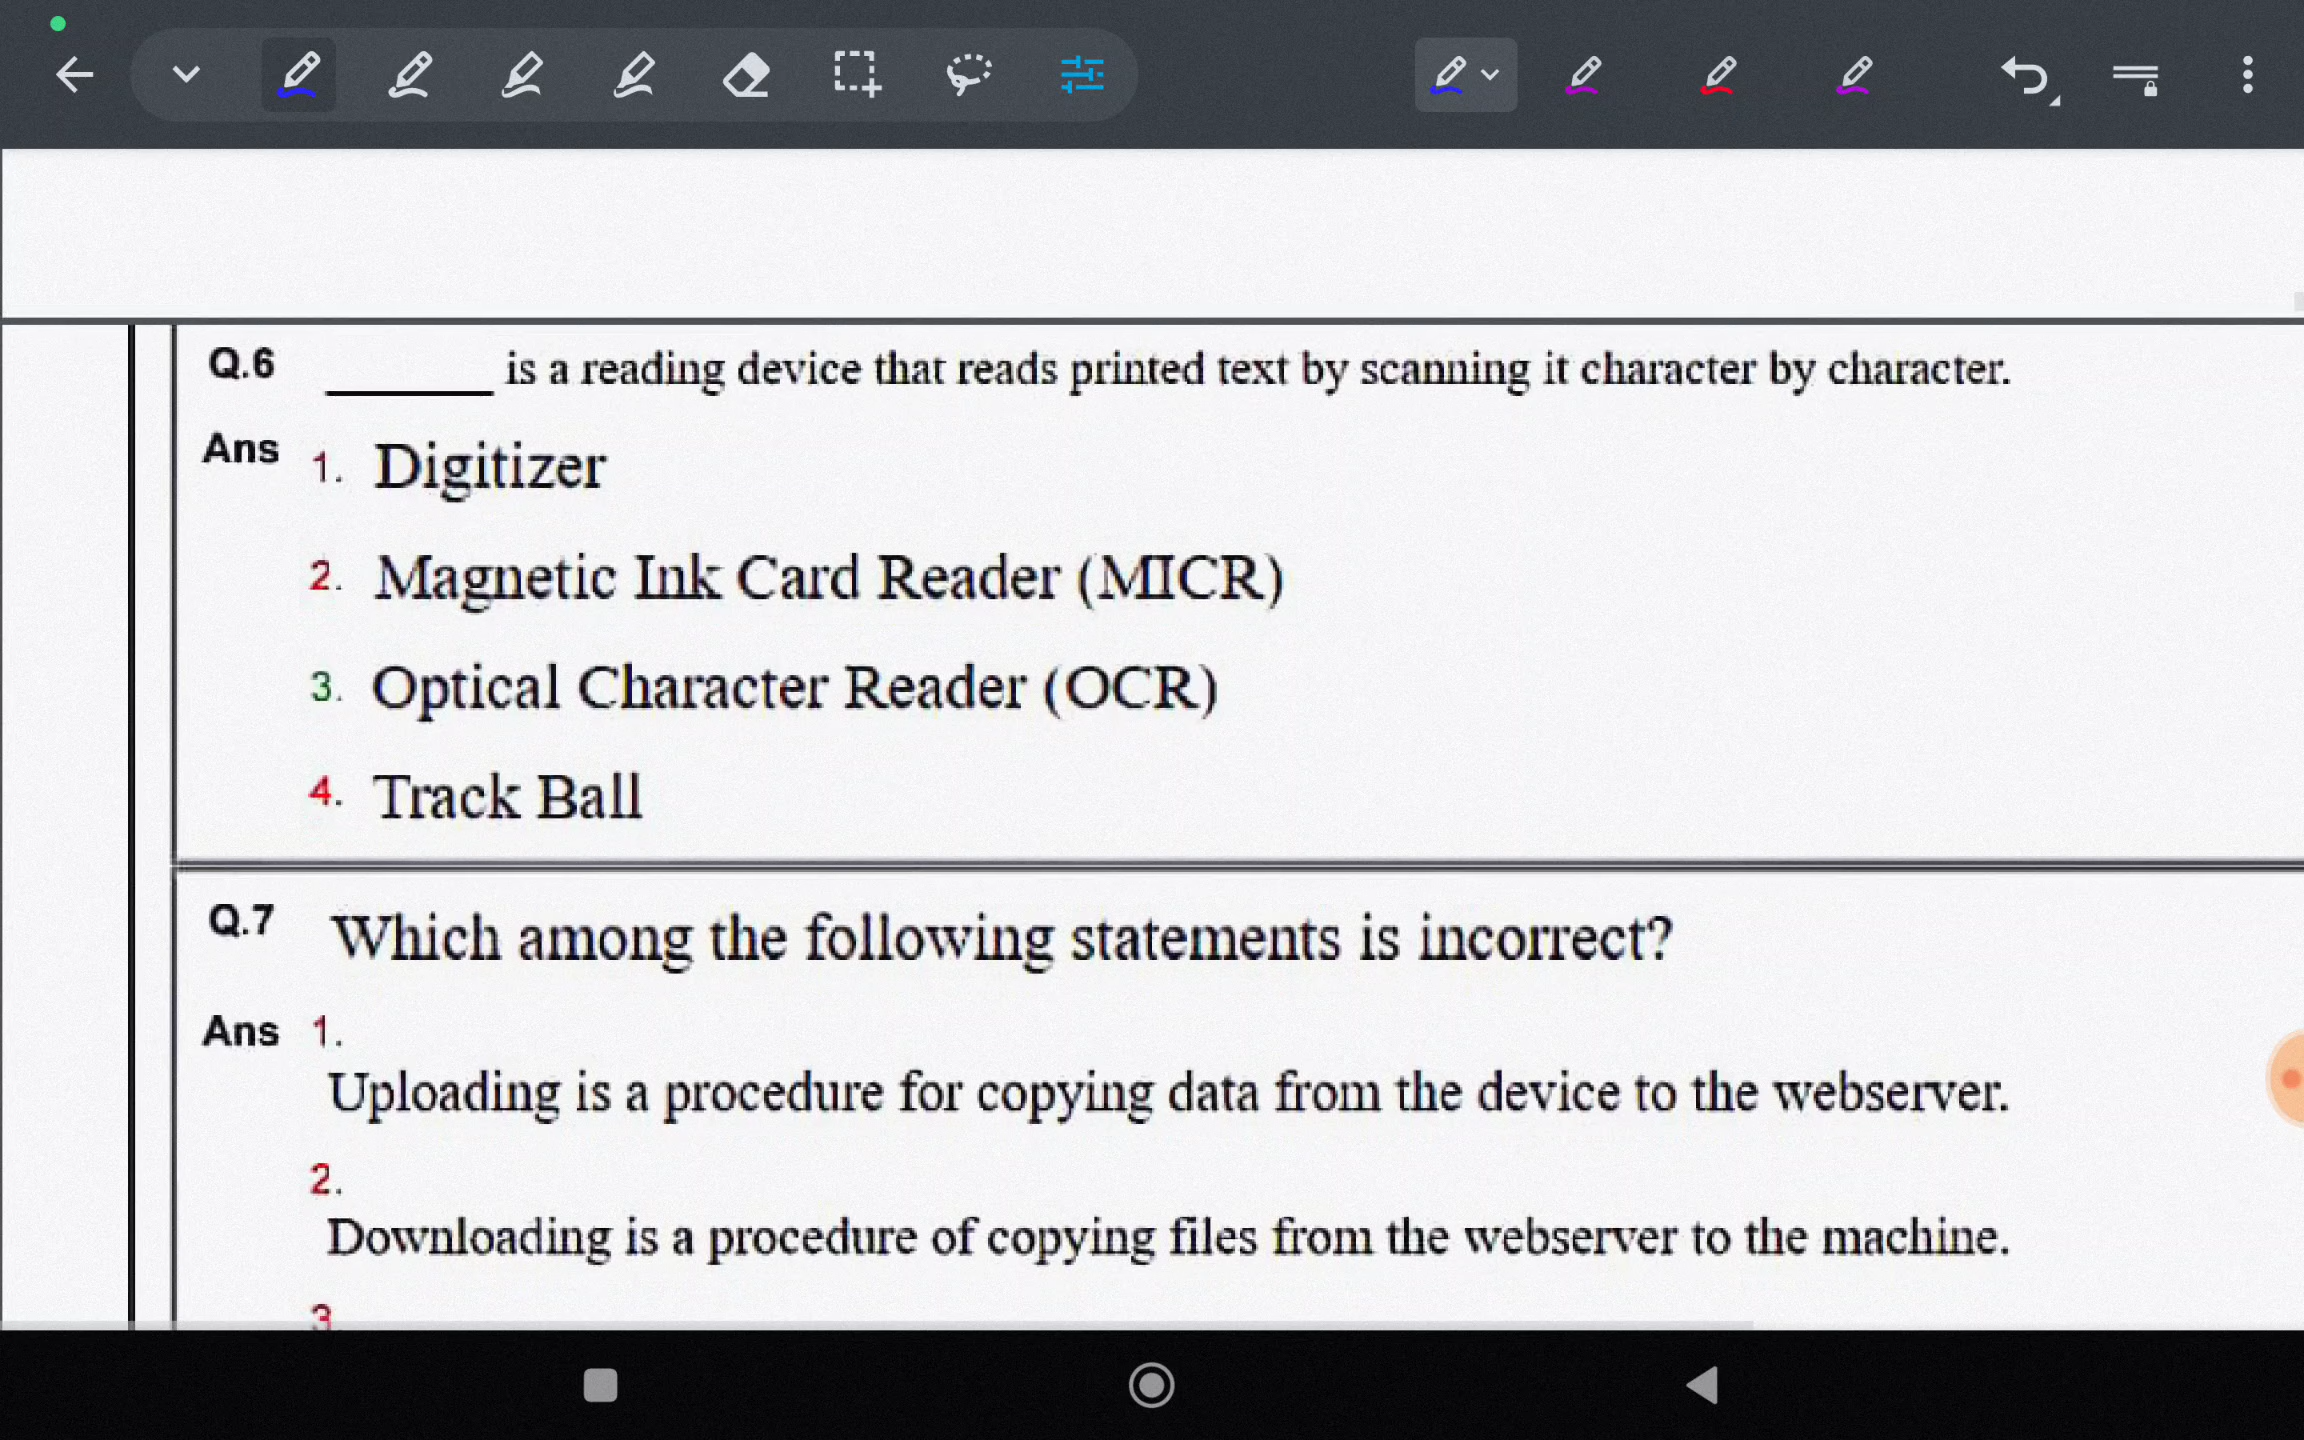 Q.6 ______ is a reading device that reads printed text by scanning it character by character.
Ans 1. Digitizer
2. Magnetic Ink Card Reader (MICR)
3. Optical Character Reader (OCR)
4. Track Ball
Q.7 Which among the following statements is incorrect?
Ans 1.
Uploading is a procedure for copying data from the device to the webserver.
2.
Downloading is a procedure of copying files from the webserver to the machine.
3.